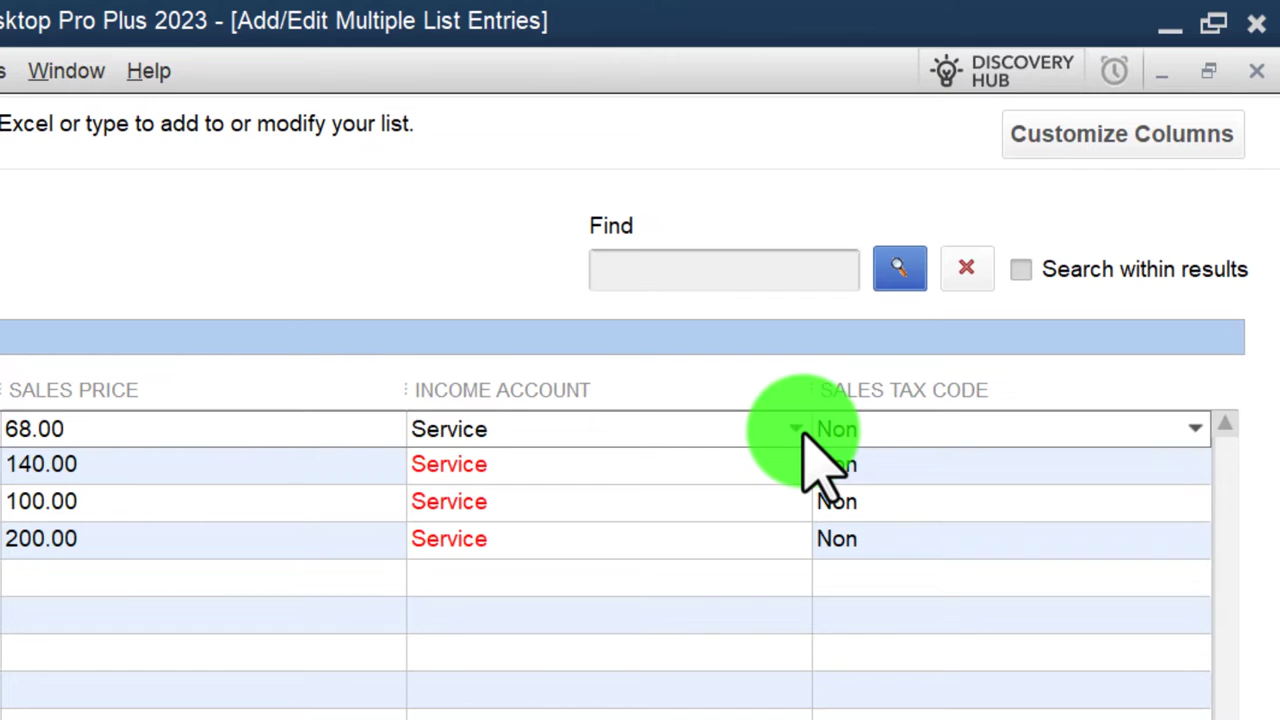 sktop Pro Plus 2023 - [Add/Edit Multiple List Entries]
s Window Help
DISCOVERY
HUB
Excel or type to add to or modify your list.
Customize Columns
Find
Search within results
SALES PRICE INCOME ACCOUNT SALES TAX CODE
68.00 Service Non
140.00 Service Non
100.00 Service Non
200.00 Service Non